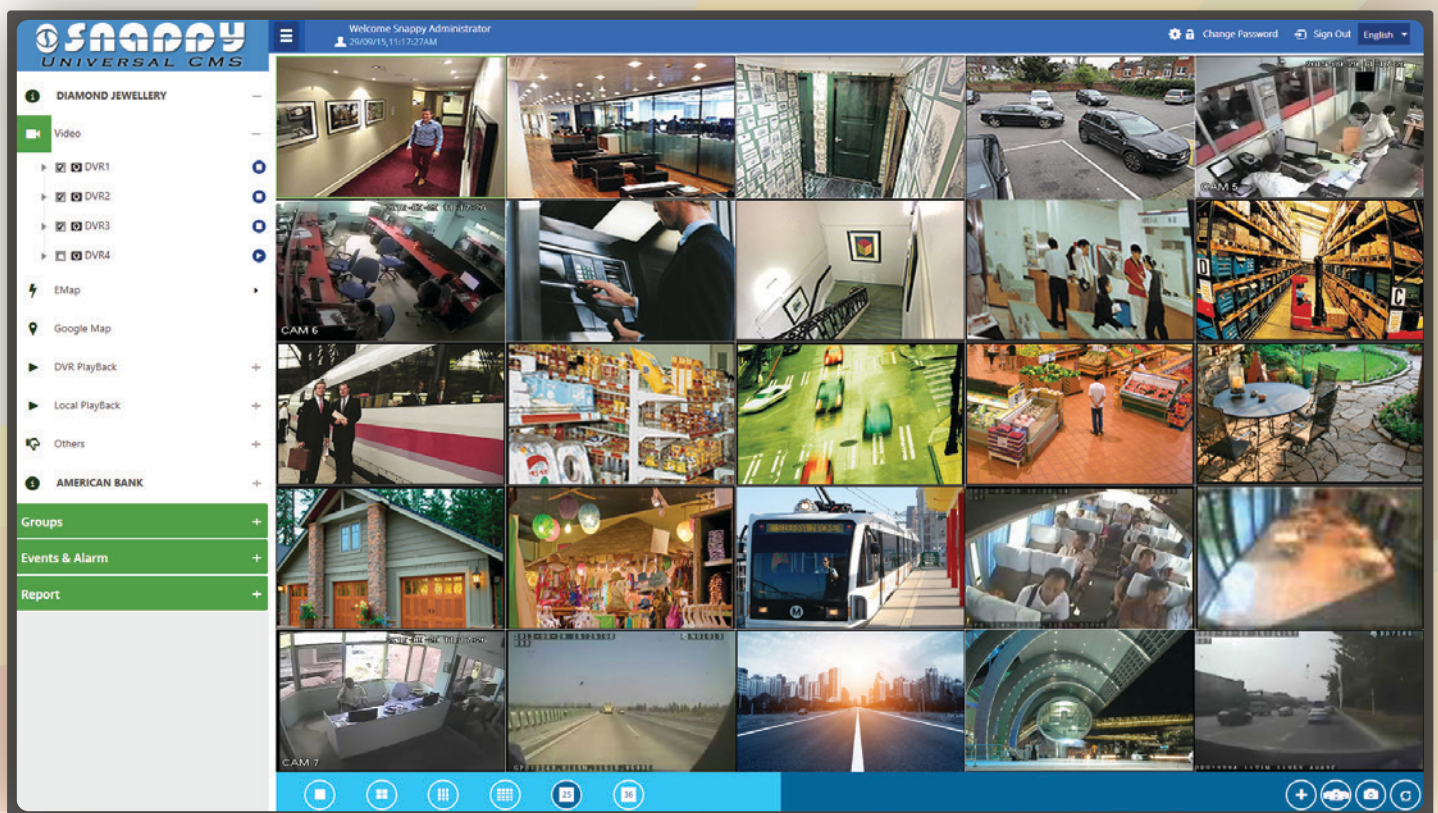 SNAPPY
UNIVERSAL CMS
Welcome Snappy Administrator
29/09/15,11:17:27AM
Change Password
Sign Out
English
DIAMOND JEWELLERY
Video
DVR1
DVR2
DVR3
DVR4
EMap
Google Map
DVR PlayBack
Local PlayBack
Others
AMERICAN BANK
Groups
Events & Alarm
Report
CAM 5
CAM 6
D
C
M
CAM 7
25
36